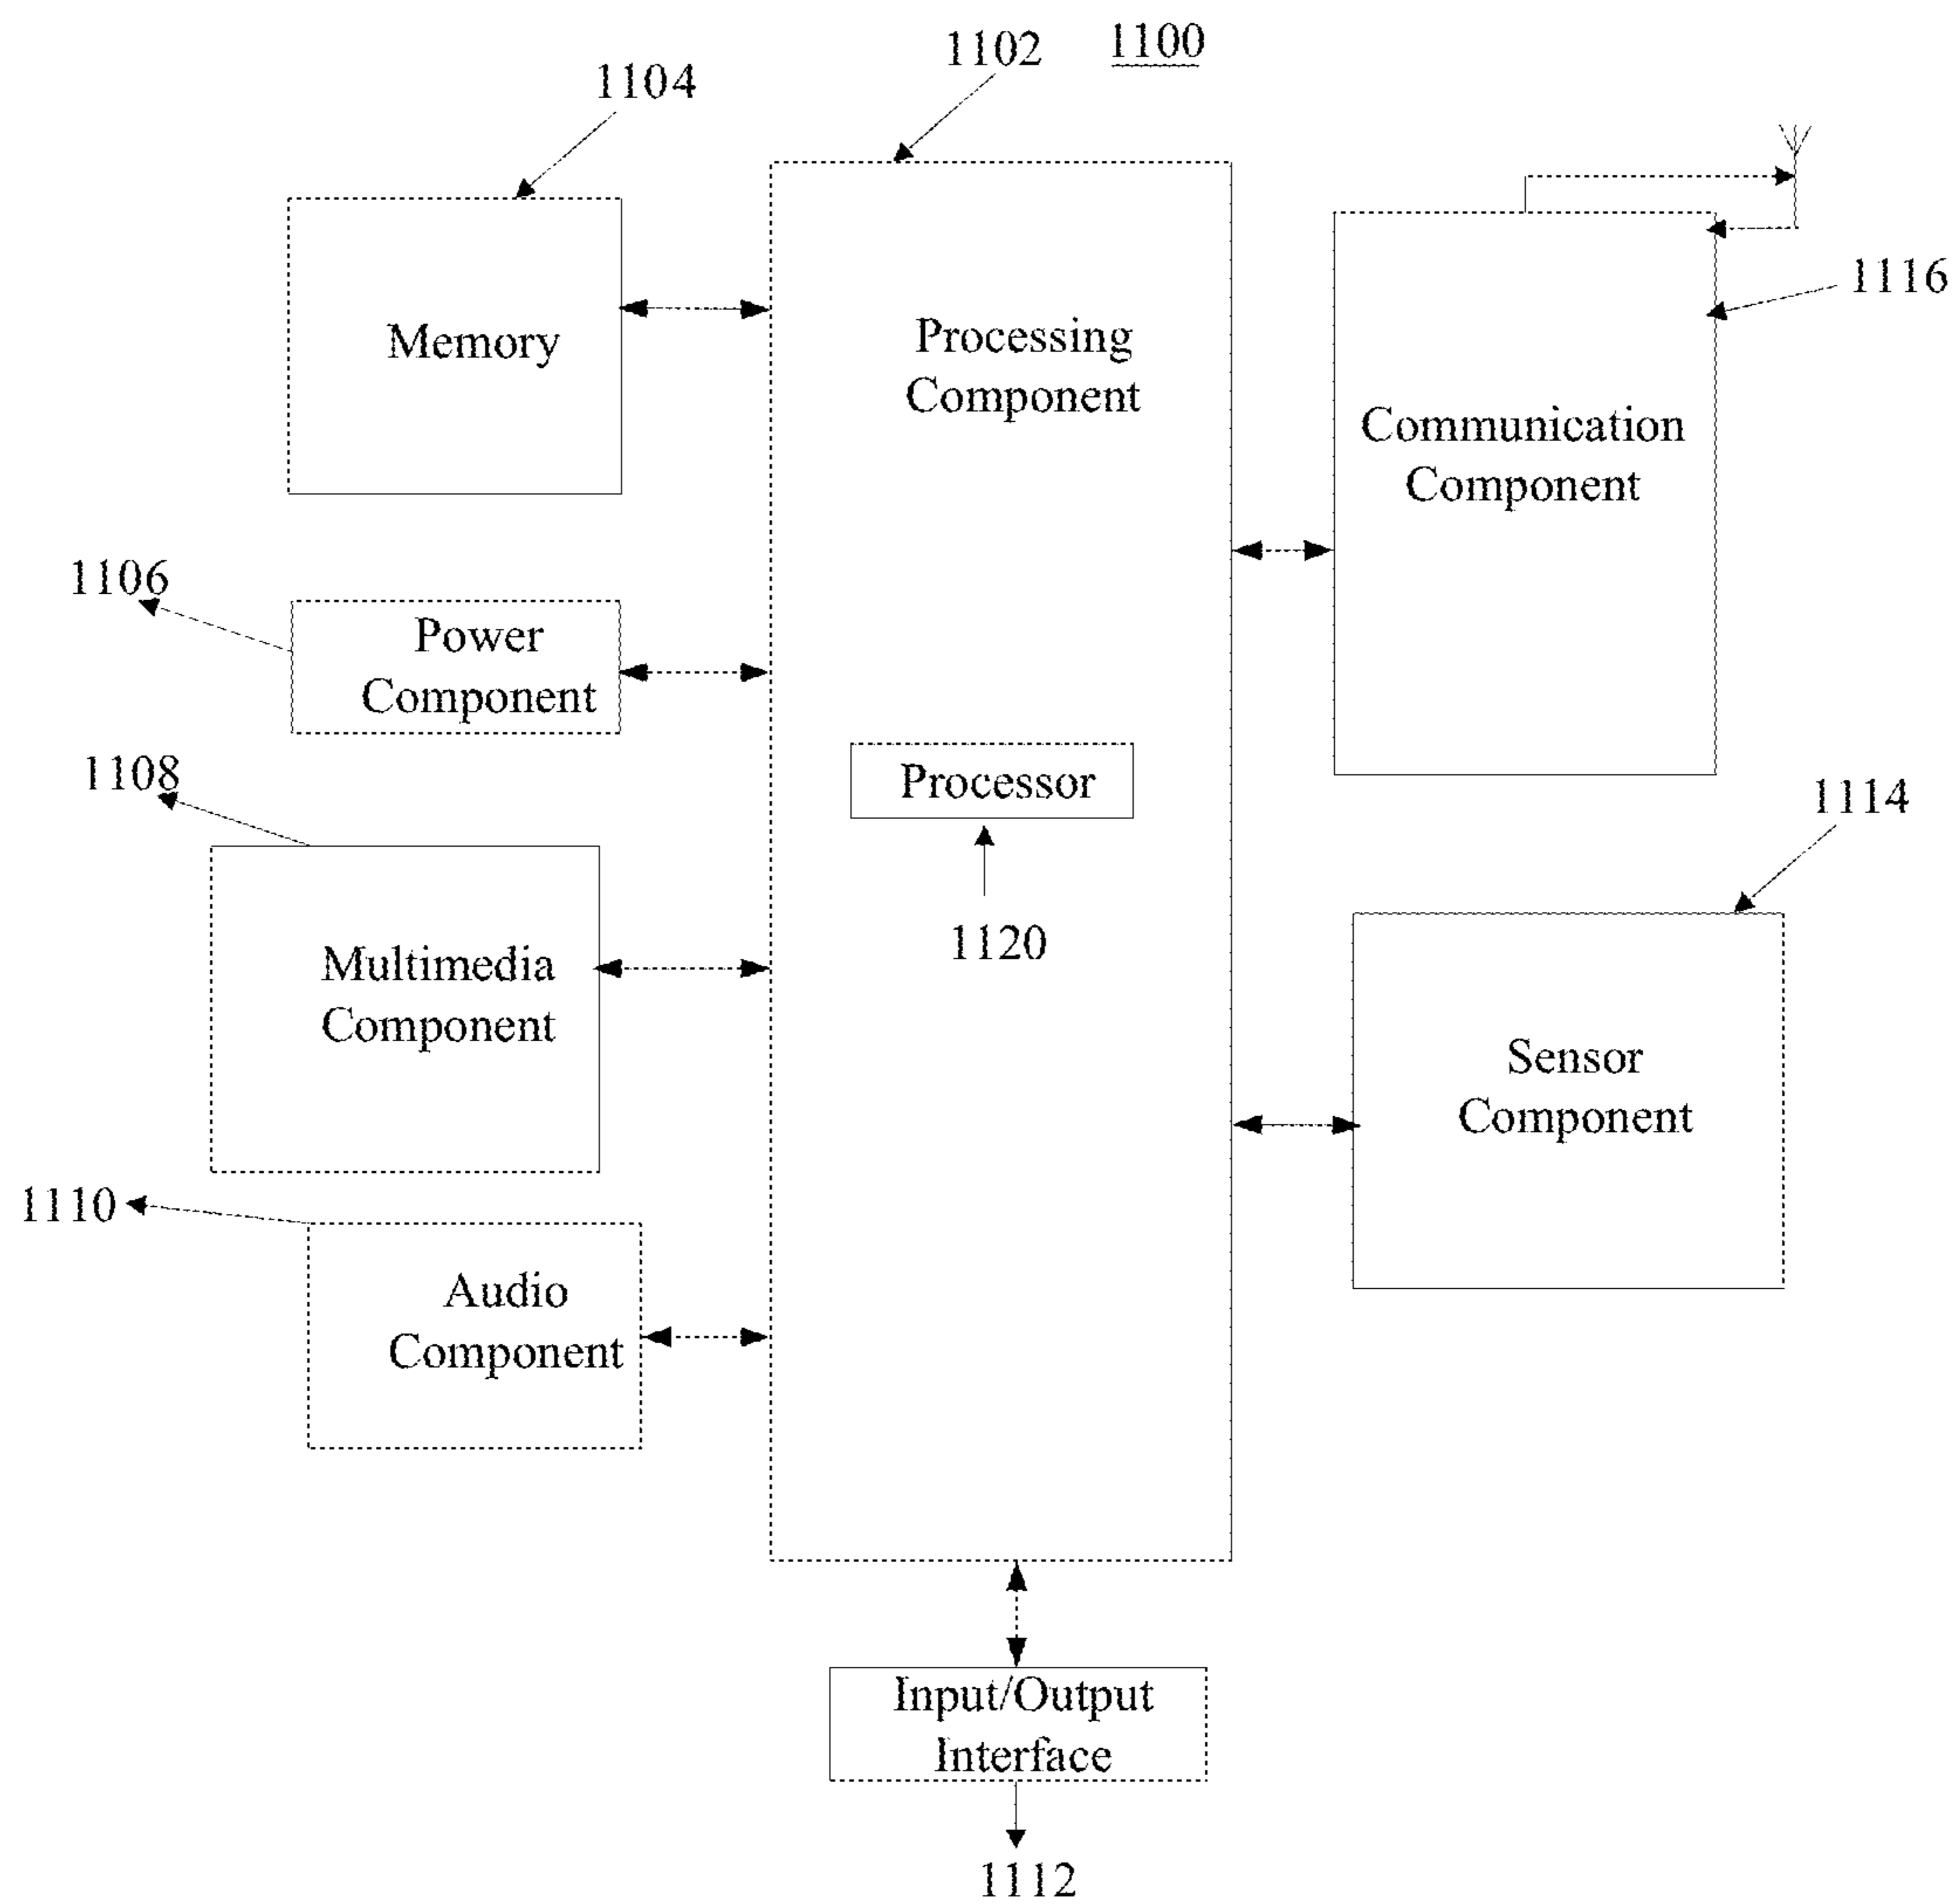 1100
1102
1104
Memory
Processing
Component
1116
Communication
Component
1106
Power
Component
1108
Processor
1114
1120
Multimedia
Component
Sensor
Component
1110
Audio
Component
Input/Output
Interface
1112